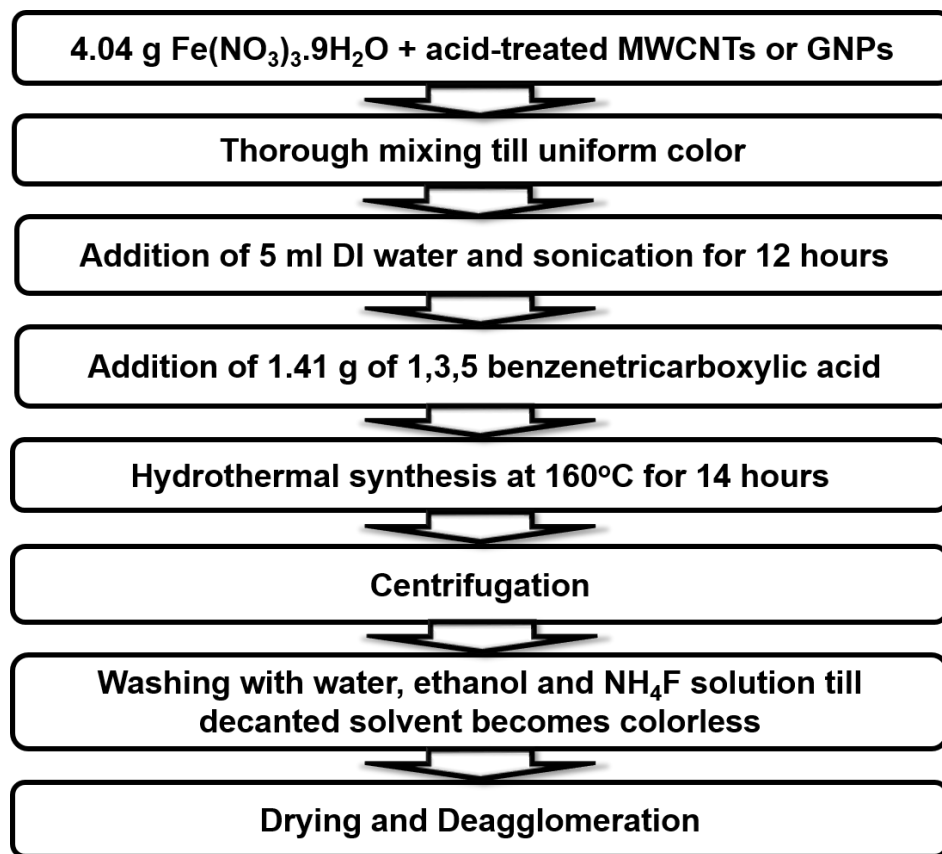 4.04 g Fe(NO₃)₃.9H₂O + acid-treated MWCNTs or GNPs
Thorough mixing till uniform color
Addition of 5 ml DI water and sonication for 12 hours
Addition of 1.41 g of 1,3,5 benzenetricarboxylic acid
Hydrothermal synthesis at 160°C for 14 hours
Centrifugation
Washing with water, ethanol and NH₄F solution till
decanted solvent becomes colorless
Drying and Deagglomeration